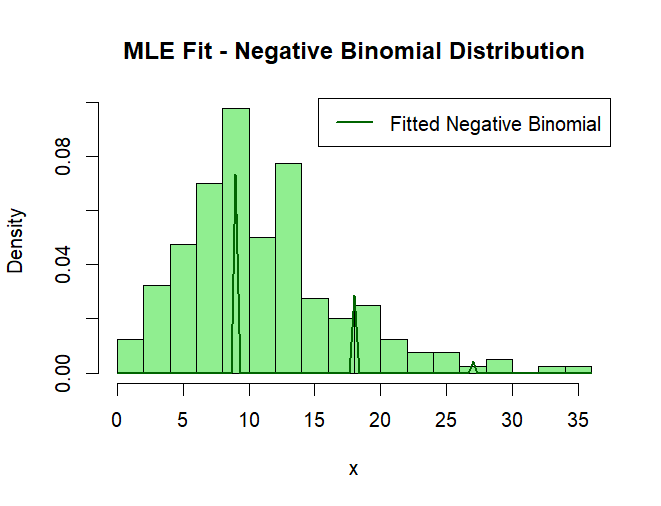 MLE Fit - Negative Binomial Distribution
Fitted Negative Binomial
Density
0.08
0.04
0.00
0 5 10 15 20 25 30 35
x